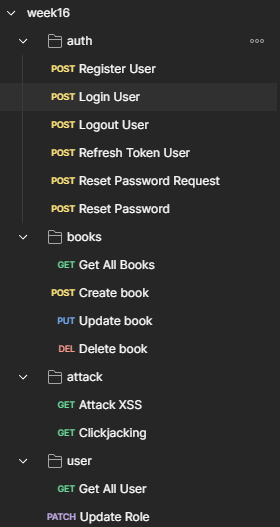 week16
auth
POST Register User
POST Login User
POST Logout User
POST Refresh Token User
POST Reset Password Request
POST Reset Password
books
GET Get All Books
POST Create book
PUT Update book
DEL Delete book
attack
GET Attack XSS
GET Clickjacking
user
GET Get All User
PATCH Update Role